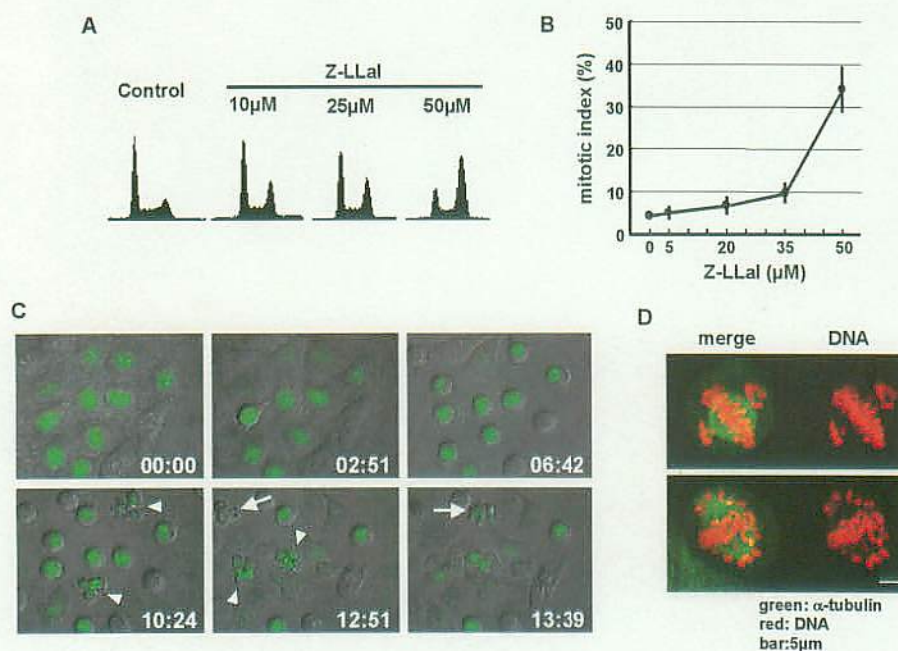 A
Z-LLal
Control
10µM 25µM 50µM
B
mitotic index (%)
50
40
30
20
10
0
0 5 20 35 50
Z-LLal (µM)
C
00:00
02:51
06:42
10:24
12:51
13:39
D
merge DNA
green: α-tubulin
red: DNA
bar:5µm